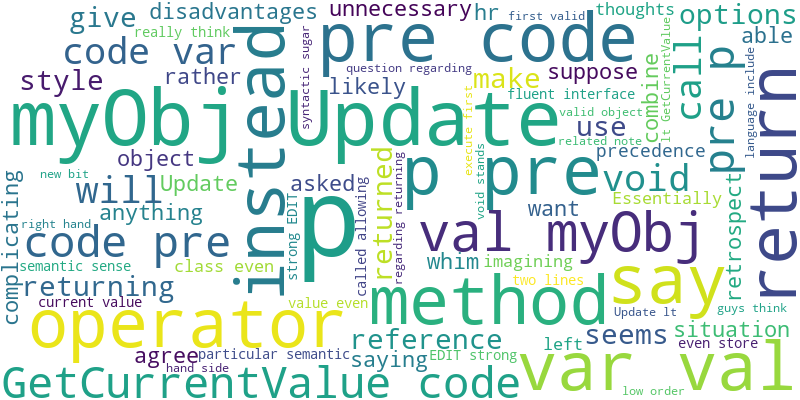 give disadvantages unnecessary hr first valid thoughts options
really think
code var instead pre code able
style rather syntactic sugar likely question regarding make suppose combine call pre p return
fluent interface lt GetCurrentValue language include
myObj Update execute first use valid object
related note
object p pre precedence
complicating new bit will Update asked returned regarding returning void void stands
anything strong EDIT called allowing want Essentially
right hand
code pre p val myObj say retrospect
semantic sense class even whim imagining
returning method two lines
current value value even Update lt guys think
operator reference left seems situation
agree particular semantic saying EDIT strong even store
hand side
GetCurrentValue code var val
low order